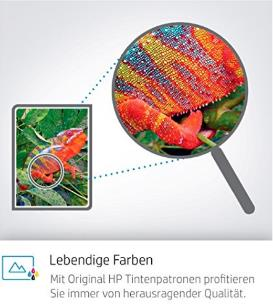 Lebendige Farben
Mit Original HP Tintenpatronen profitieren
Sie immer von herausragender Qualität.